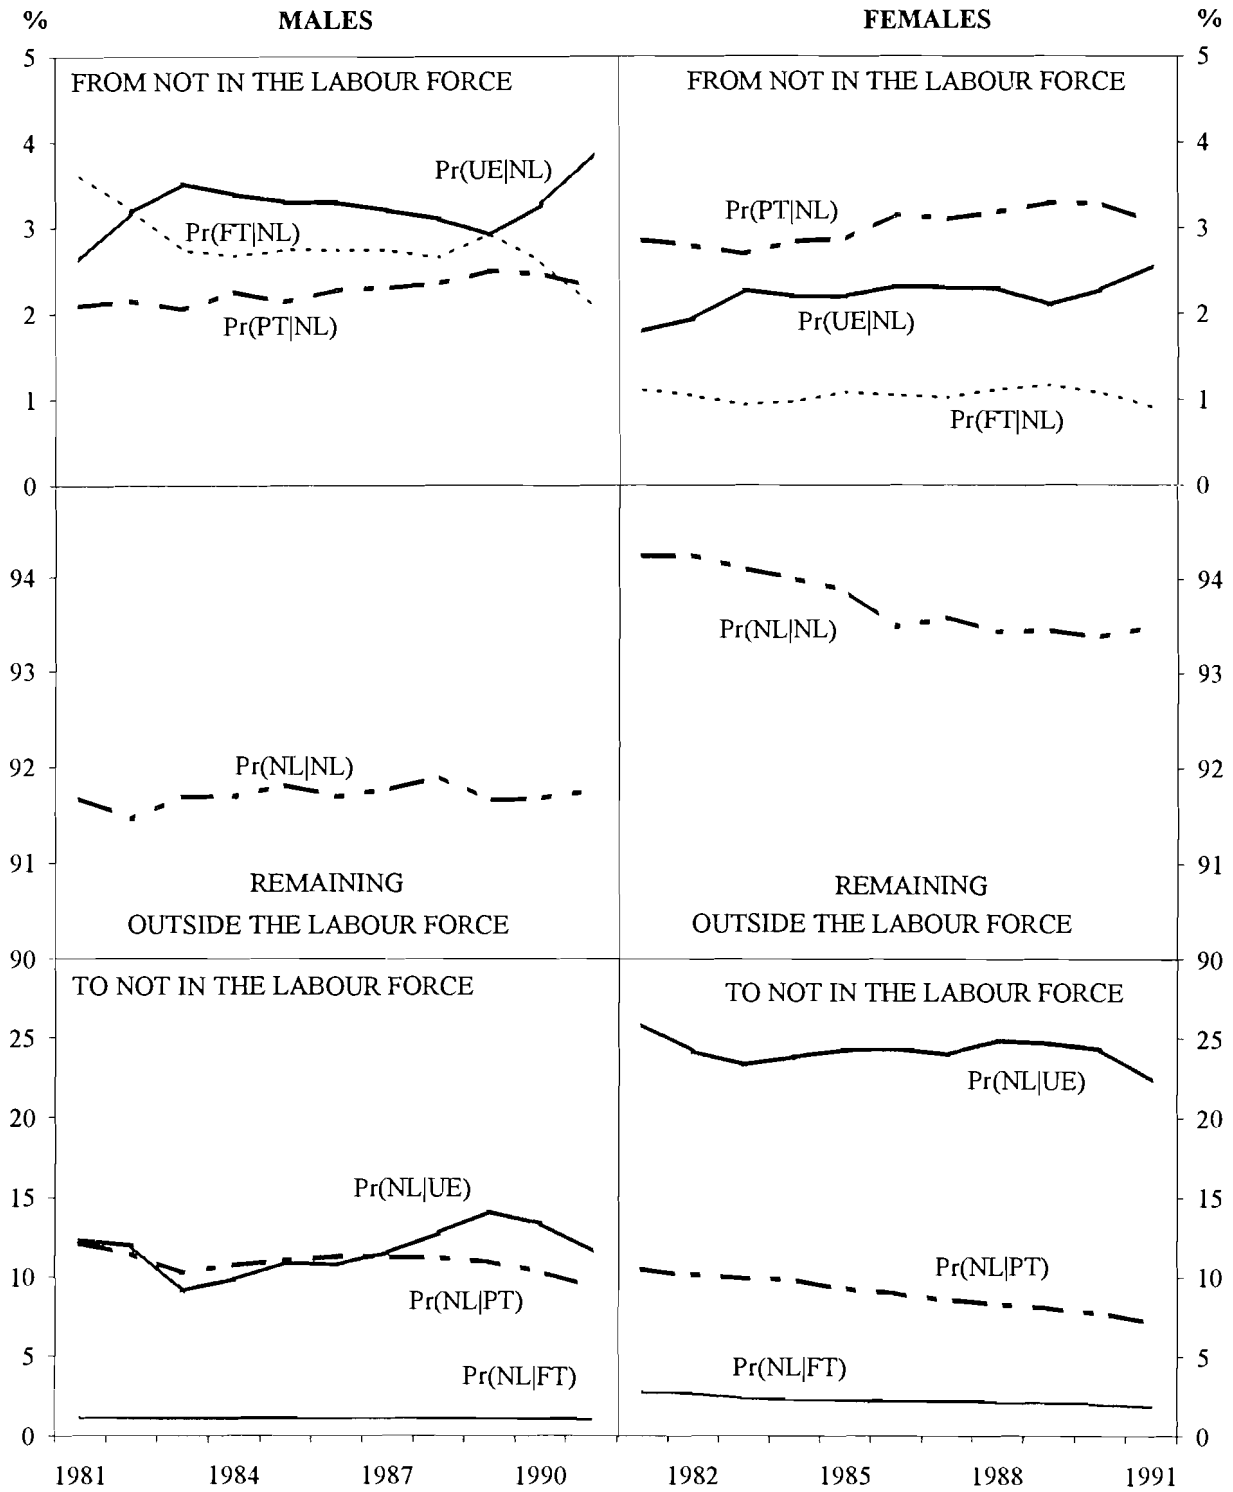 % MALES FEMALES %
5 5
FROM NOT IN THE LABOUR FORCE FROM NOT IN THE LABOUR FORCE
4 4
Pr(UE|NL)
Pr(PT|NL)
3 Pr(FT|NL) 3
2 Pr(PT|NL) Pr(UE|NL) 2
1 1
Pr(FT|NL)
0 0
94 94
Pr(NL|NL)
93 93
92 Pr(NL|NL) 92
91 91
REMAINING REMAINING
OUTSIDE THE LABOUR FORCE OUTSIDE THE LABOUR FORCE
90 90
TO NOT IN THE LABOUR FORCE TO NOT IN THE LABOUR FORCE
25 25
Pr(NL|UE)
20 20
15 Pr(NL|UE) 15
10 Pr(NL|PT) 10
Pr(NL|PT)
5 Pr(NL|FT) Pr(NL|FT) 5
0 0
1981 1984 1987 1990 1982 1985 1988 1991